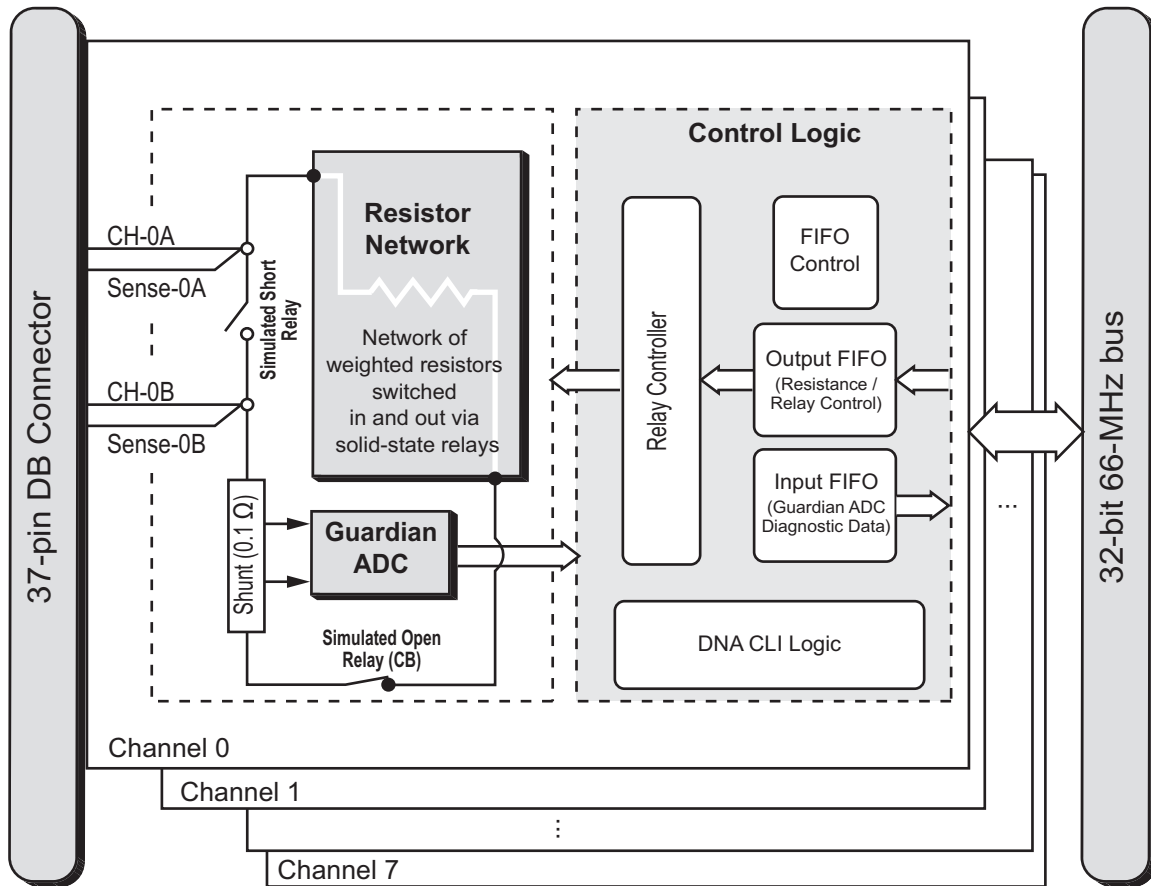 37-pin DB Connector
CH-0A
Sense-0A
CH-0B
Sense-0B
Simulated Short
Relay
Resistor
Network
Network of
weighted resistors
switched
in and out via
solid-state relays
Shunt (0.1 Ω)
Guardian
ADC
Simulated Open
Relay (CB)
Control Logic
Relay Controller
FIFO
Control
Output FIFO
(Resistance /
Relay Control)
Input FIFO
(Guardian ADC
Diagnostic Data)
DNA CLI Logic
...
32-bit 66-MHz bus
Channel 0
Channel 1
...
Channel 7